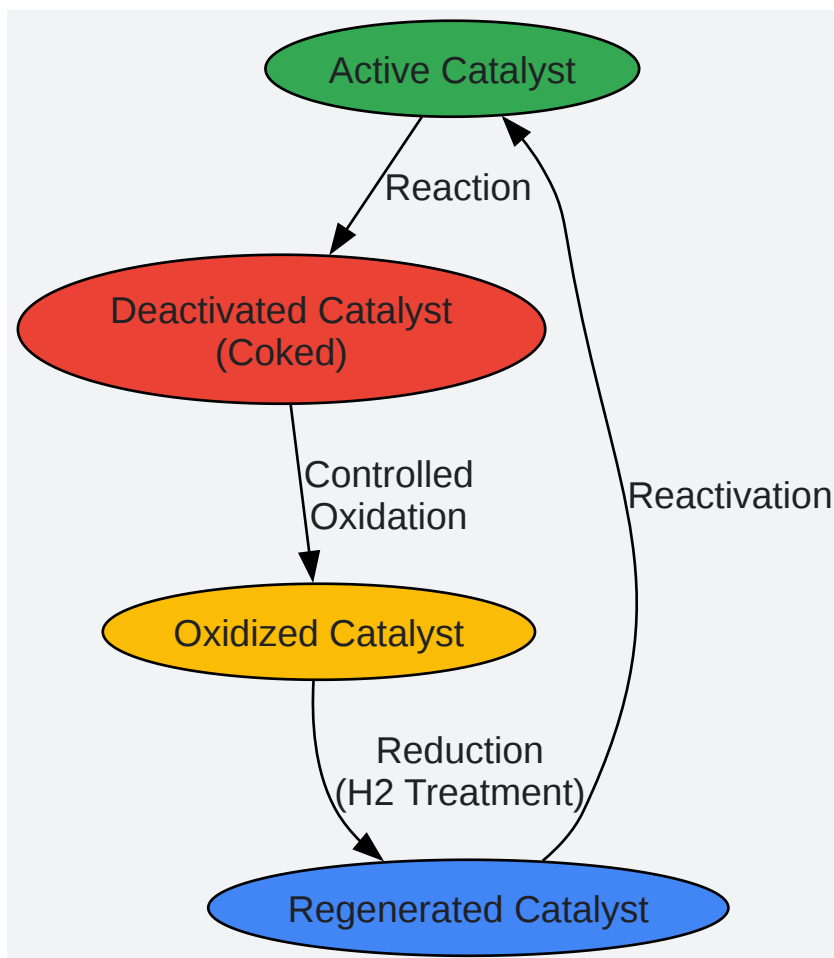 Active Catalyst
Reaction
Deactivated Catalyst
(Coked)
Controlled
Oxidation
Reactivation
Oxidized Catalyst
Reduction
(H2 Treatment)
Regenerated Catalyst